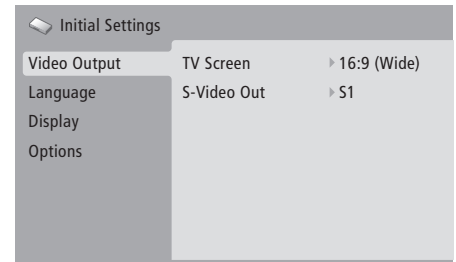 Initial Settings
Video Output TV Screen 16:9 (Wide)
Language S-Video Out S1
Display
Options